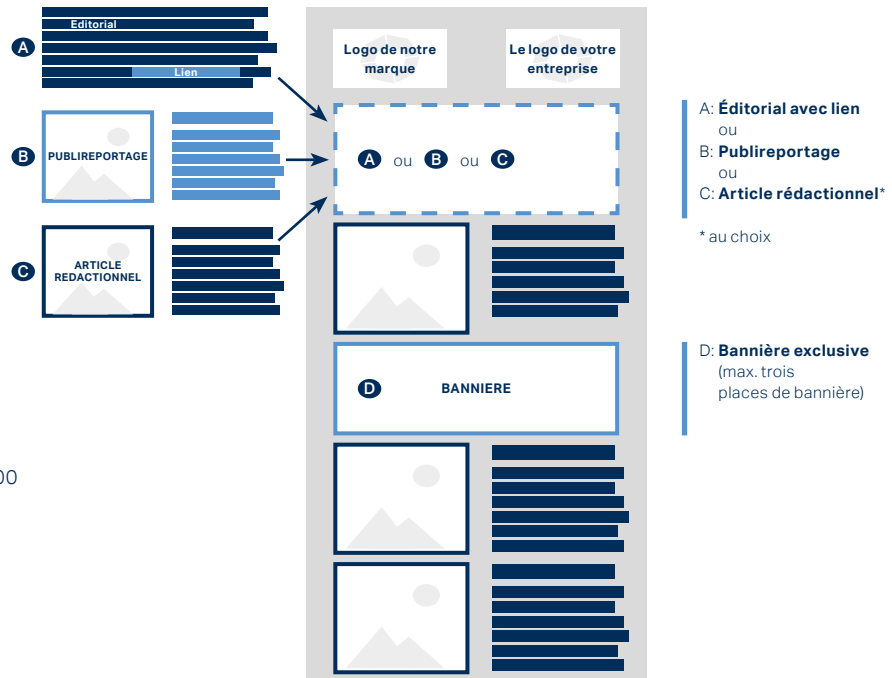 A
Editorial
Lien
B
PUBLIREPORTAGE
C
ARTICLE
REDACTIONNEL
00
Logo de notre
marque
Le logo de votre
entreprise
A ou B ou C
D
BANNIERE
A: Éditorial avec lien
ou
B: Publireportage
ou
C: Article rédactionnel*
* au choix
D: Bannière exclusive
(max. trois
places de bannière)